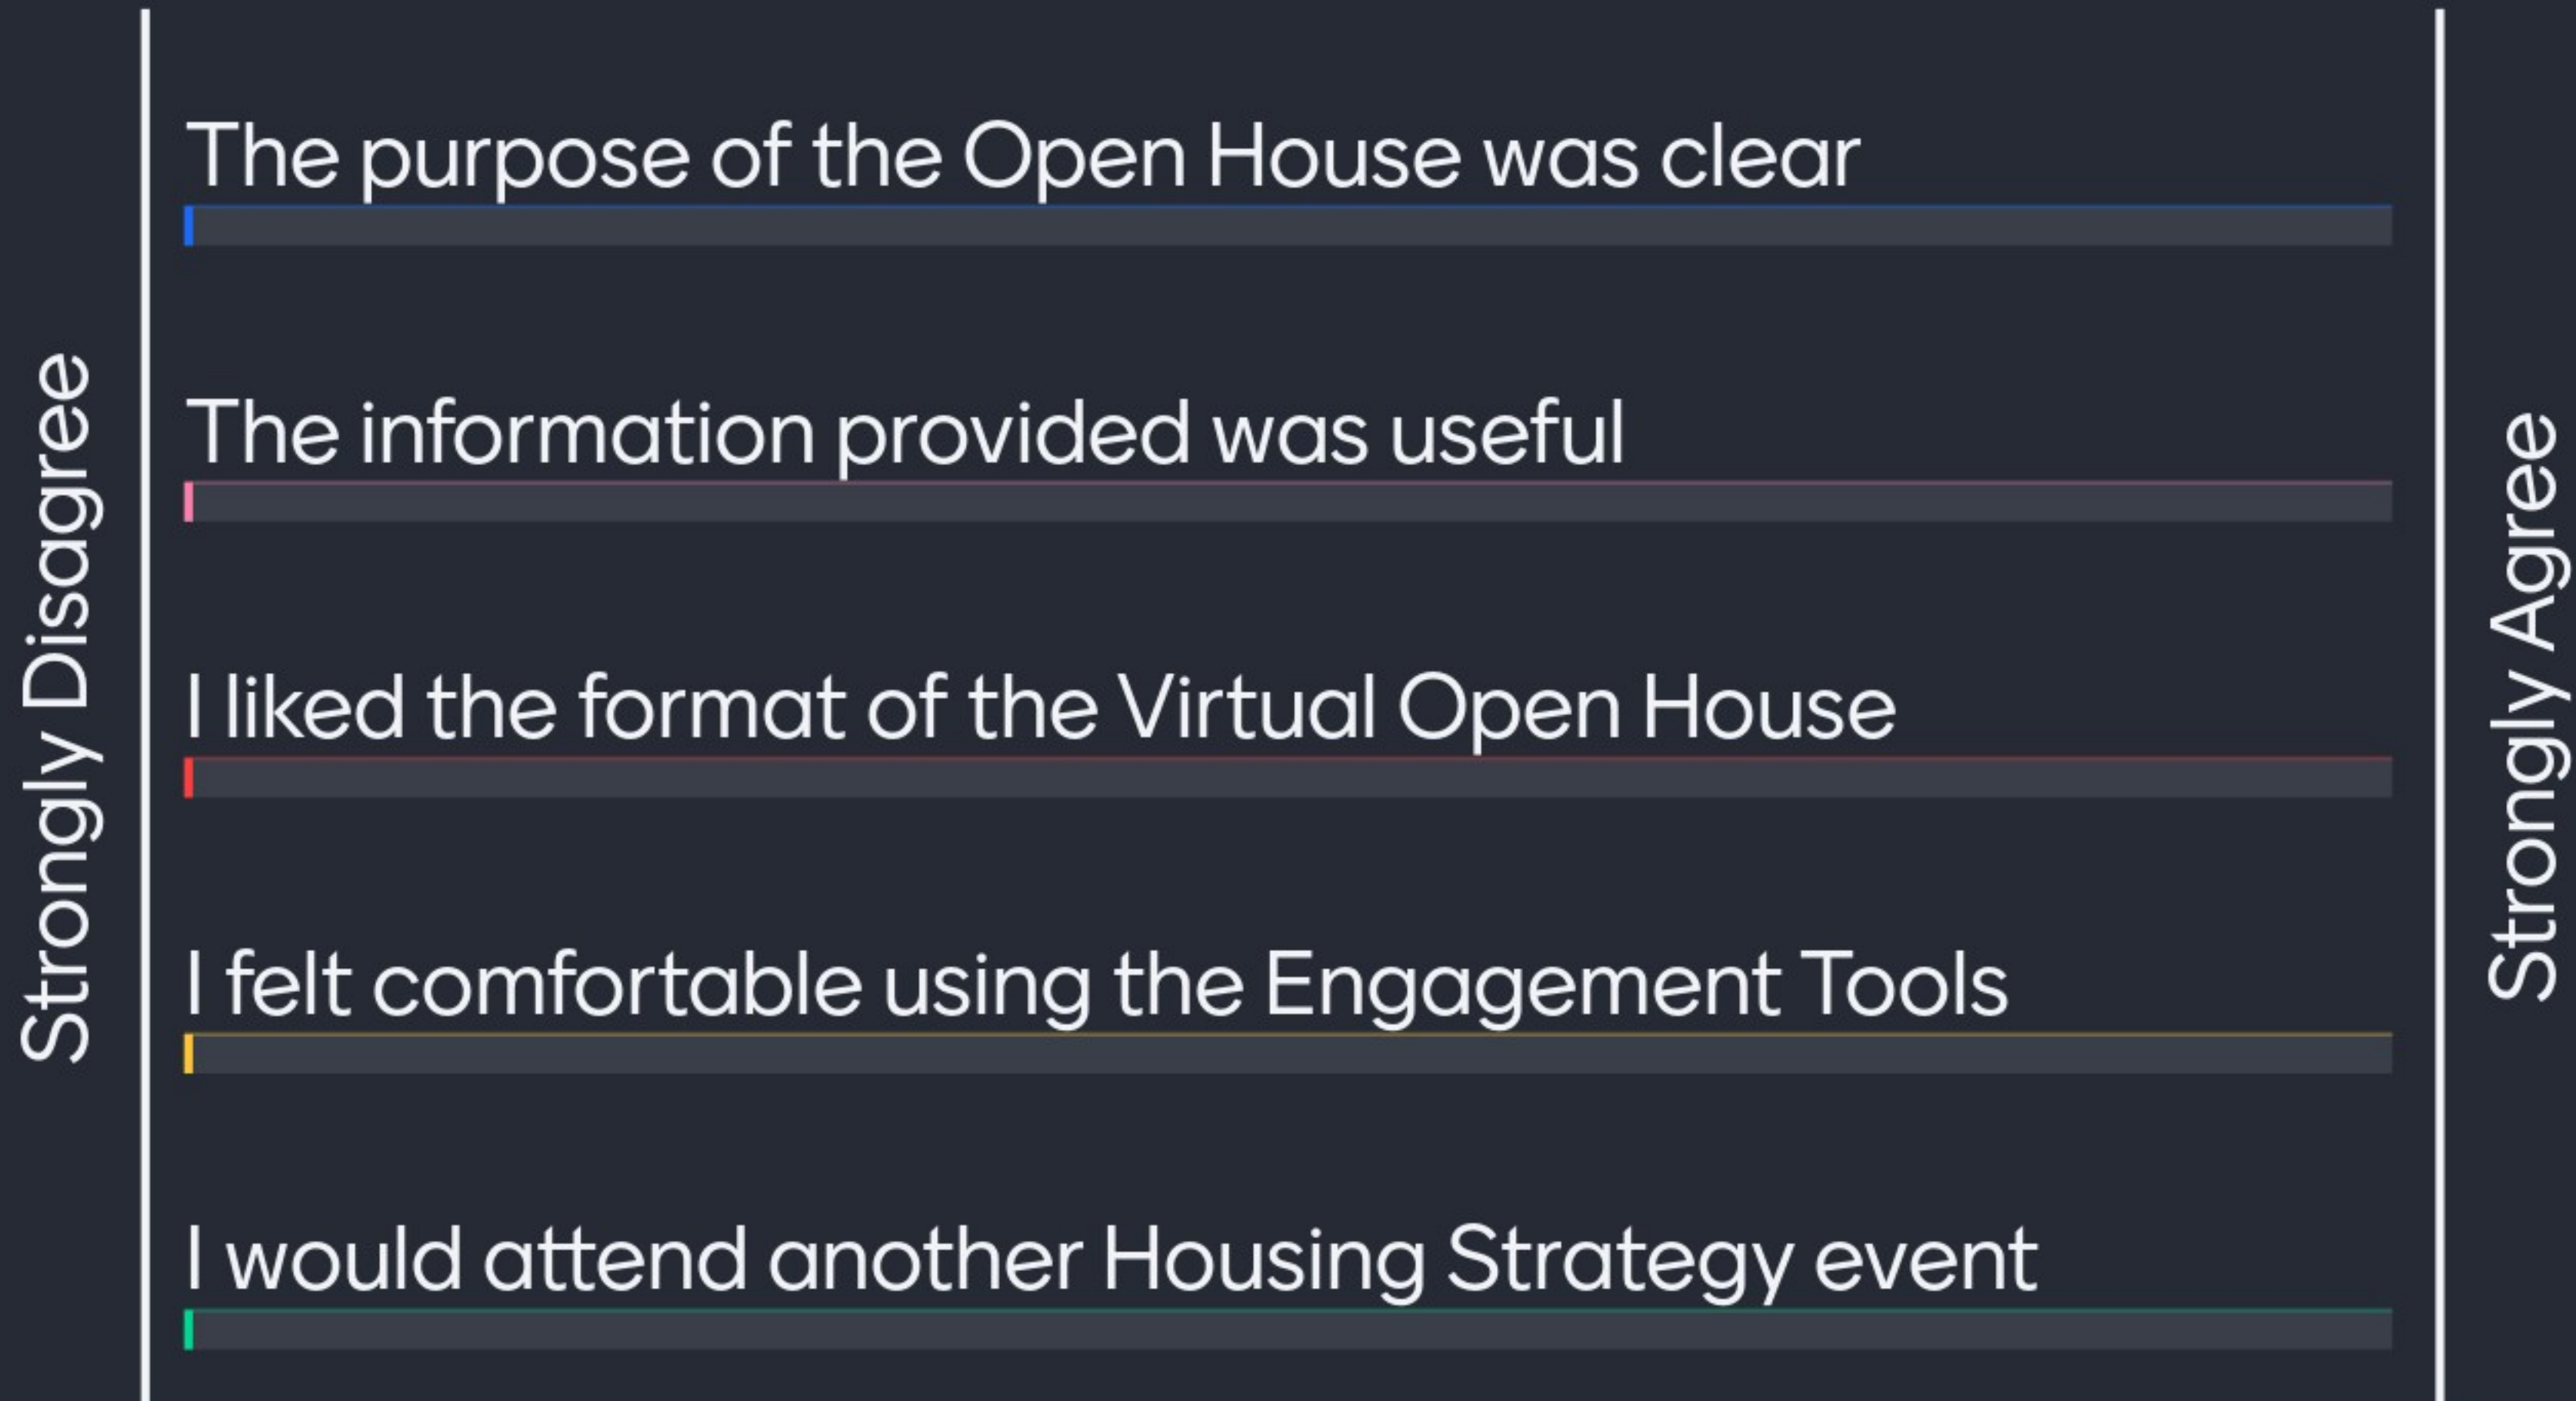 Strongly Disagree
The purpose of the Open House was clear
The information provided was useful
I liked the format of the Virtual Open House
I felt comfortable using the Engagement Tools
I would attend another Housing Strategy event
Strongly Agree